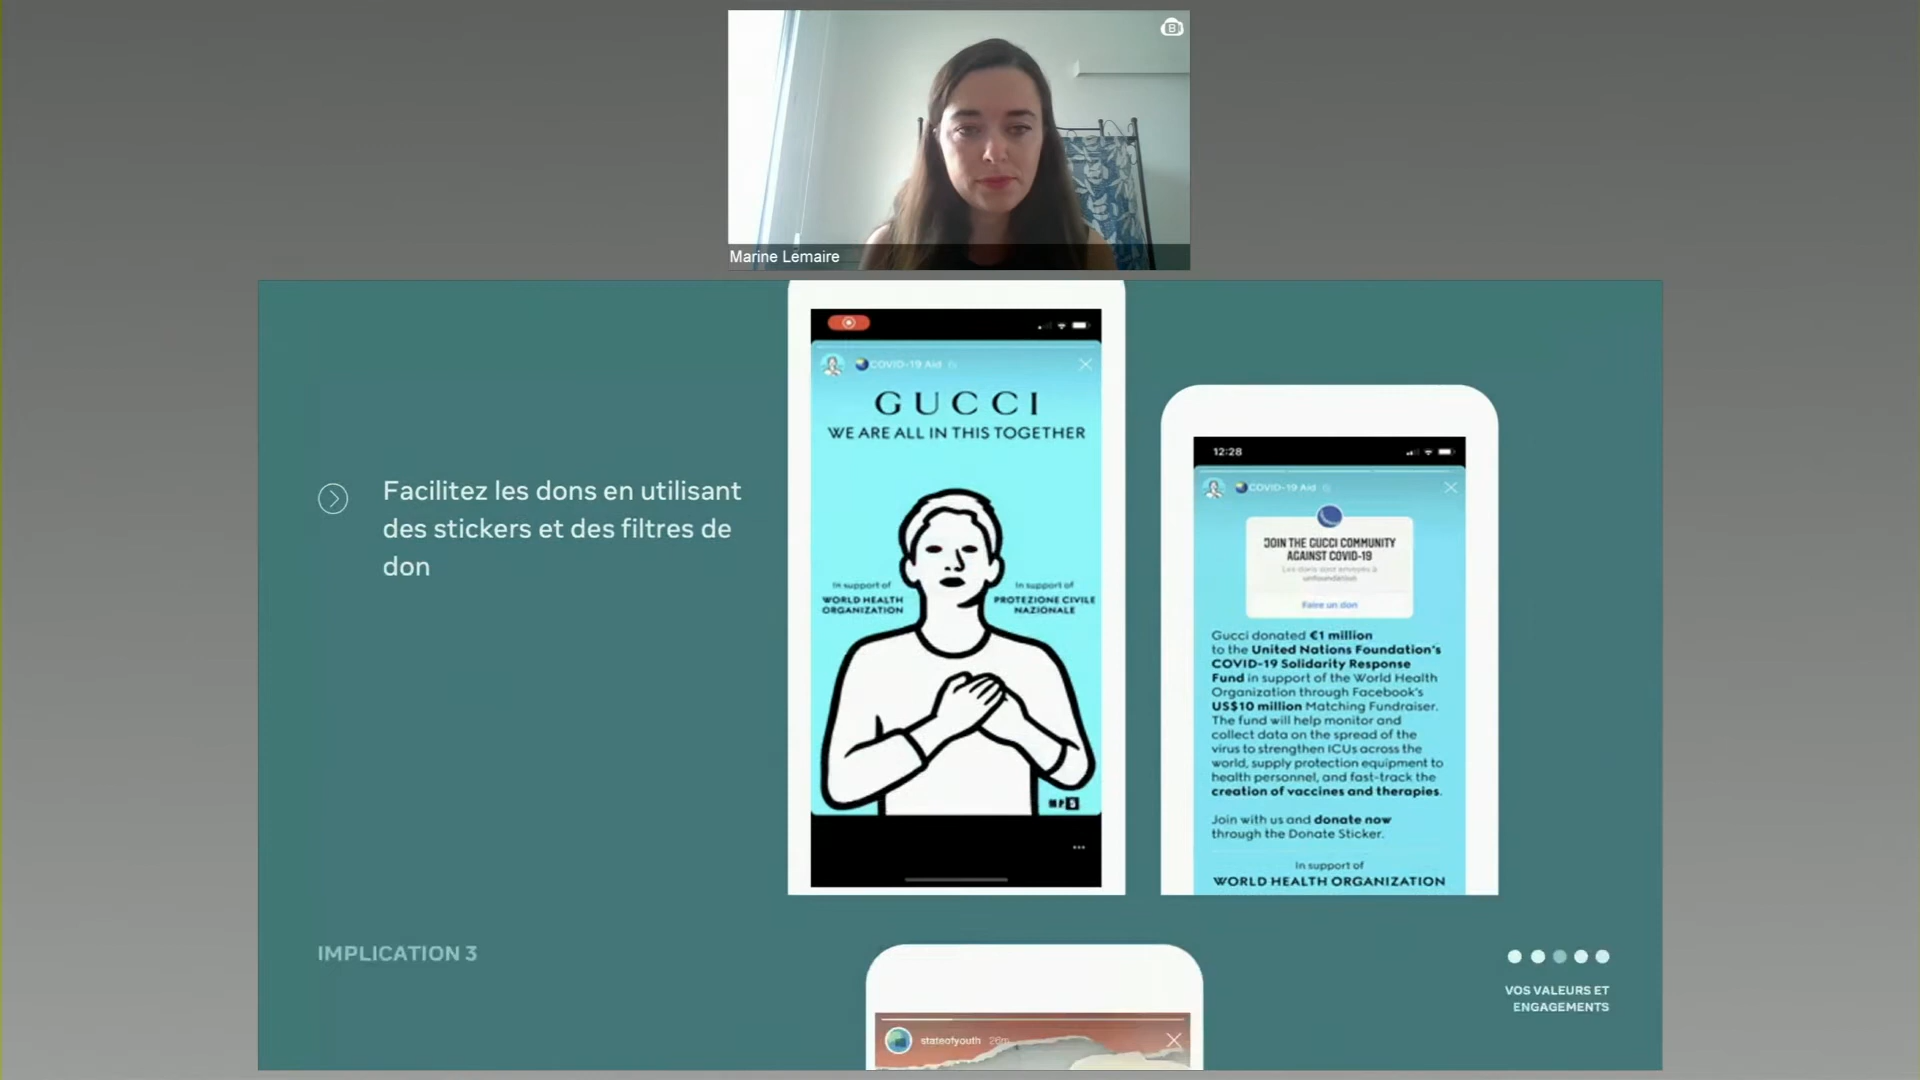 B
Marine Lemaire
Facilitez les dons en utilisant
des stickers et des filtres de
don
COVID-19 Aid
GUCCI
WE ARE ALL IN THIS TOGETHER
In support of
WORLD HEALTH
ORGANIZATION
In support of
PROTEZIONE CIVILE
NAZIONALE
MP5
12:28
COVID-19 Aid
JOIN THE GUCCI COMMUNITY
AGAINST COVID-19
Les dons sont envoyés à
unfoundation
Faire un don
Gucci donated €1 million
to the United Nations Foundation's
COVID-19 Solidarity Response
Fund in support of the World Health
Organization through Facebook's
US$10 million Matching Fundraiser.
The fund will help monitor and
collect data on the spread of the
virus to strengthen ICUs across the
world, supply protection equipment to
health personnel, and fast-track the
creation of vaccines and therapies.
Join with us and donate now
through the Donate Sticker.
In support of
WORLD HEALTH ORGANIZATION
IMPLICATION 3
VOS VALEURS ET
ENGAGEMENTS
stateofyouth 26m